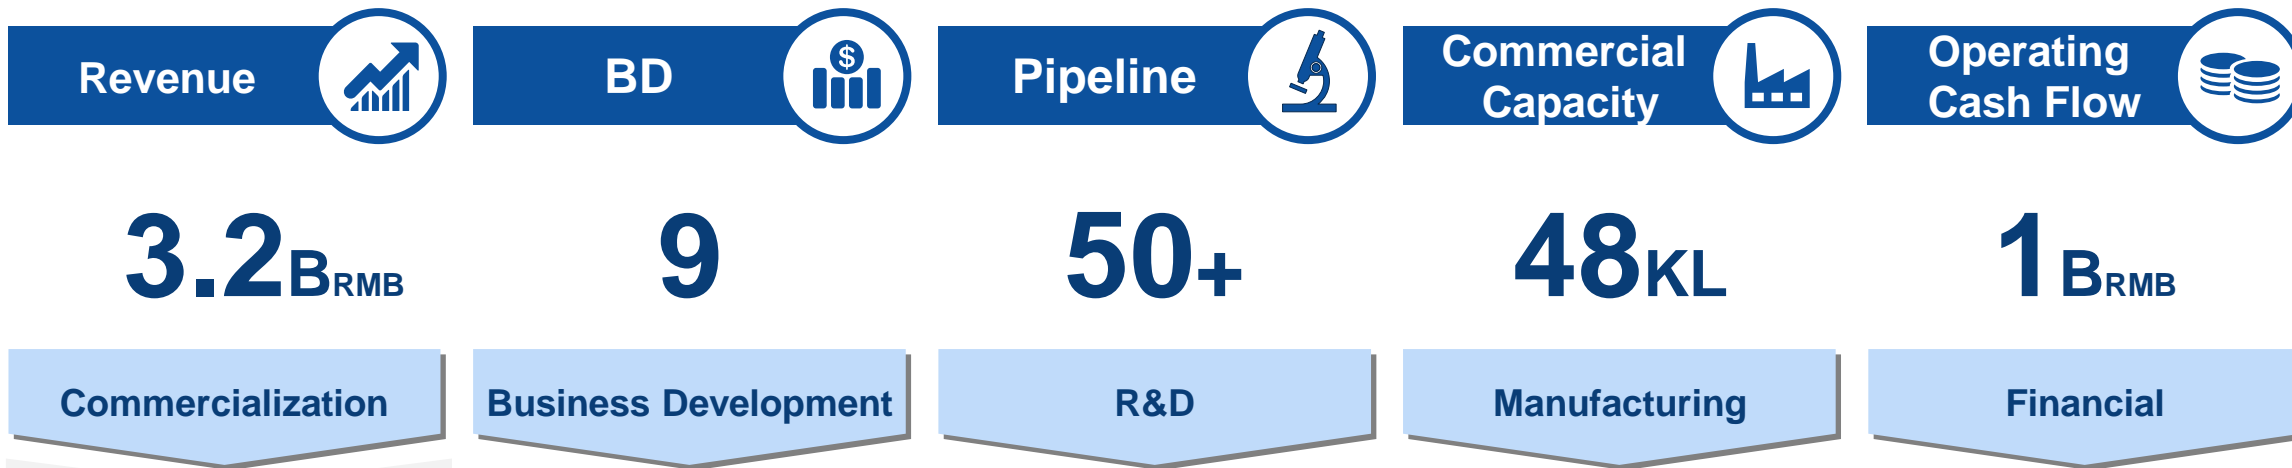 Revenue
BD
Pipeline
Commercial
Capacity
Operating
Cash Flow
$
3.2BRMB
9
50+
48KL
1BRMB
Commercialization
Business Development
R&D
Manufacturing
Financial